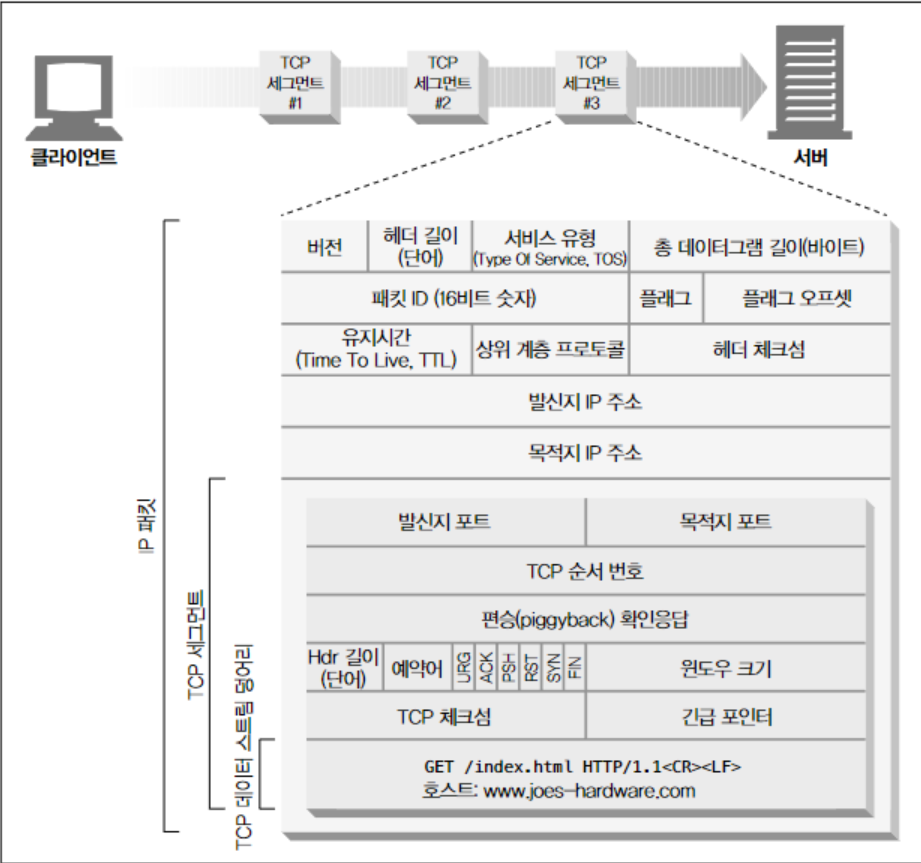 TCP
세그먼트
#1
TCP
세그먼트
#2
TCP
세그먼트
#3
클라이언트
서버
버전
헤더 길이
(단어)
서비스 유형
(Type Of Service, TOS)
총 데이터그램 길이(바이트)
패킷 ID (16비트 숫자)
플래그
플래그 오프셋
유지시간
(Time To Live, TTL)
상위 계층 프로토콜
헤더 체크섬
발신지 IP 주소
목적지 IP 주소
IP 패킷
TCP 세그먼트
TCP 데이터 스트림 덩어리
발신지 포트
목적지 포트
TCP 순서 번호
편승(piggyback) 확인응답
Hdr 길이
(단어)
예약어
URG
ACK
PSH
RST
SYN
FIN
윈도우 크기
TCP 체크섬
긴급 포인터
GET /index.html HTTP/1.1<CR><LF>
호스트: www.joes-hardware.com